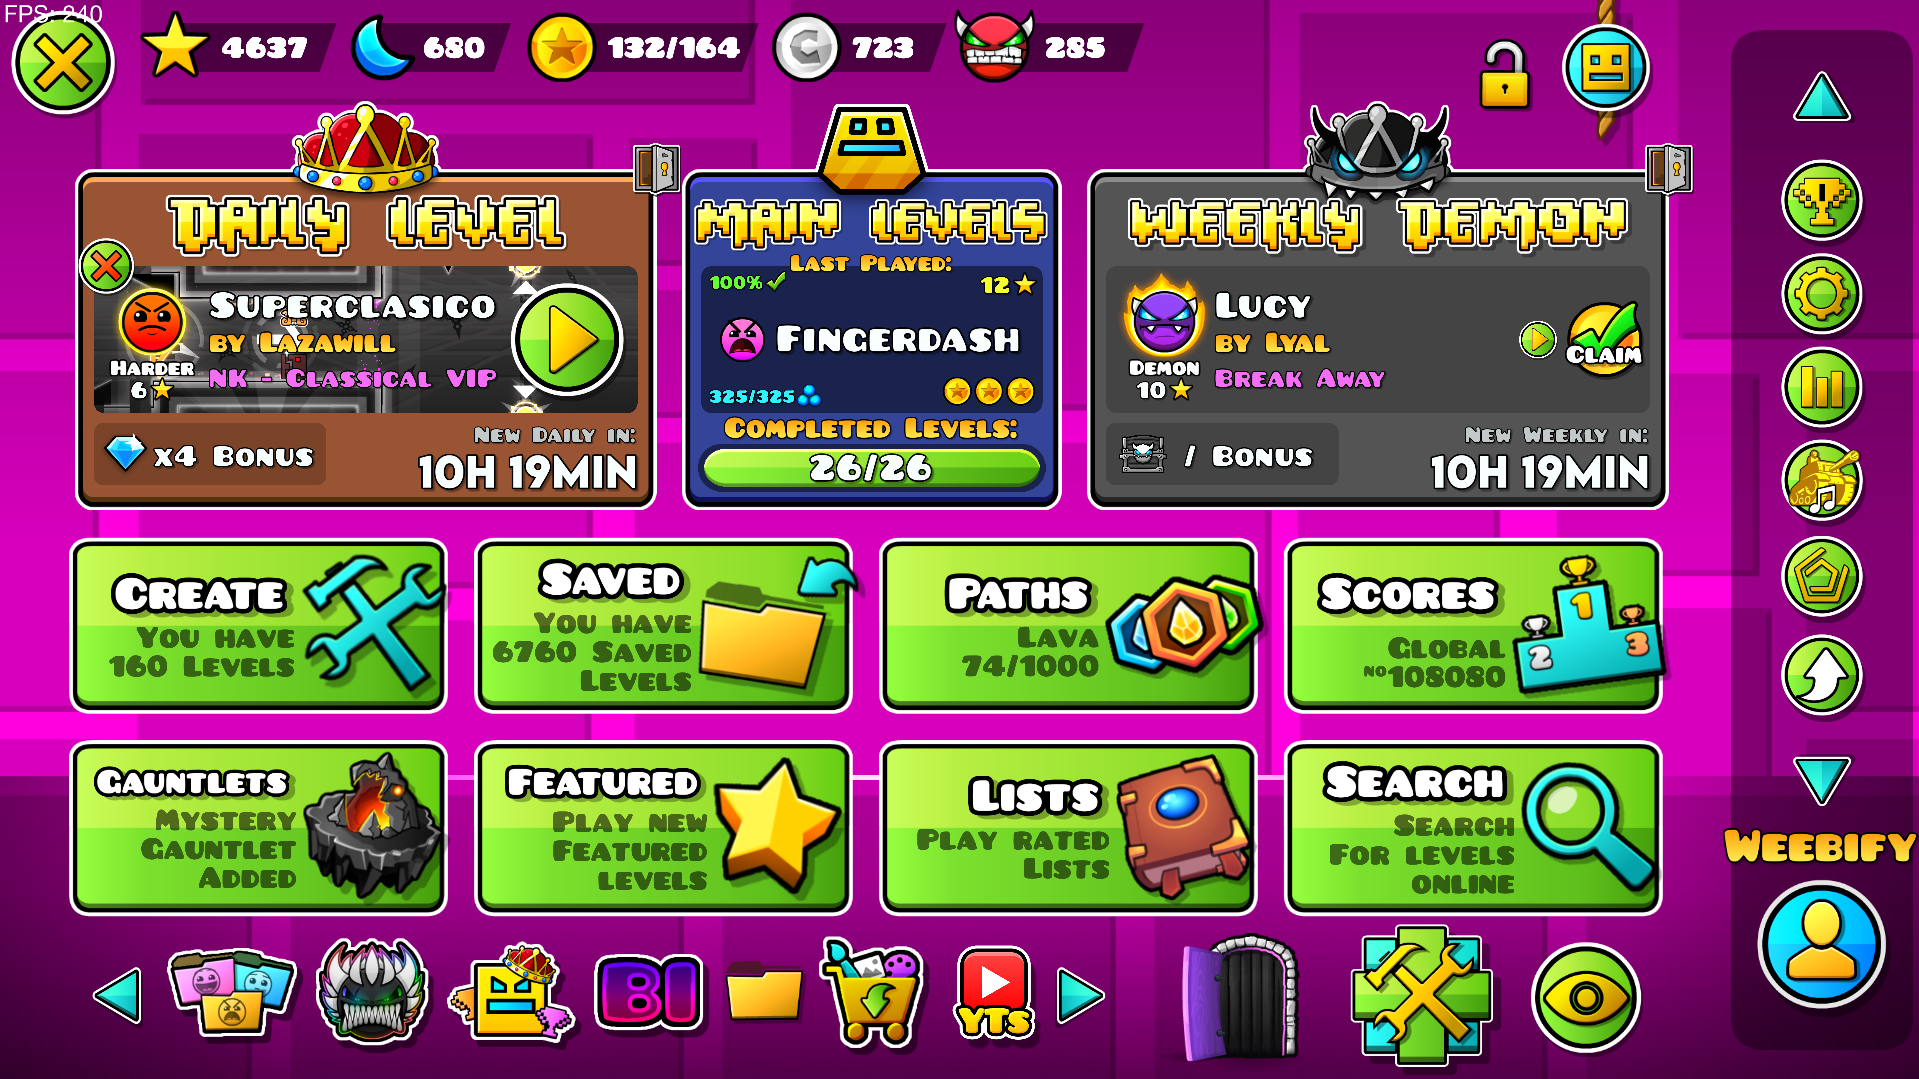 FPS: 240
4637
680
132/164
723
285
Daily Level
Superclasico
by Lazawill
NK - Classical VIP
Harder
6
x4 Bonus
New Daily in:
10h 19min
Main Levels
Last Played:
100%
12
Fingerdash
325/325
Completed Levels:
26/26
Weekly Demon
Lucy
by Lyal
Break Away
Demon
10
Claim
/ Bonus
New Weekly in:
10h 19min
Create
You have
160 Levels
Saved
You have
6760 Saved
Levels
Paths
Lava
74/1000
Scores
Global
№108080
1
2
3
Gauntlets
Mystery
Gauntlet
Added
Featured
Play new
Featured
levels
Lists
Play rated
Lists
Search
Search
For levels
online
Weebify
BI
YTs